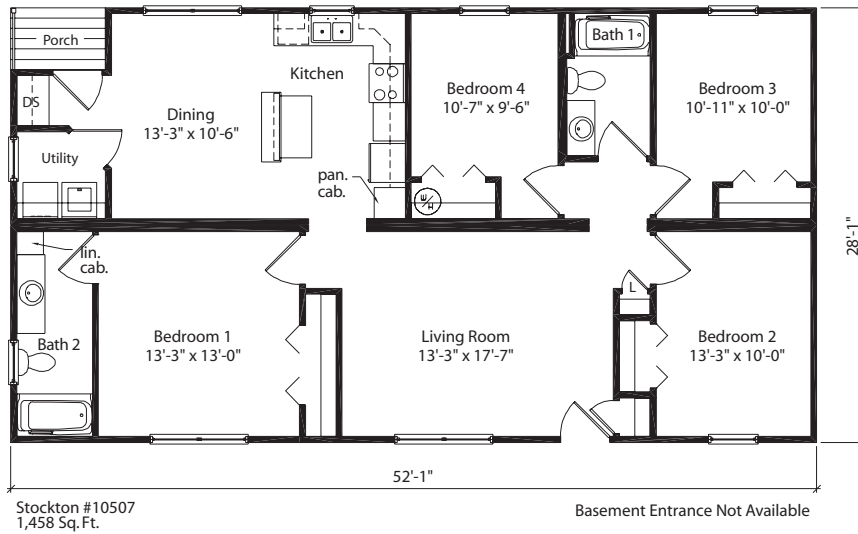 Porch
DS
Utility
Dining
13'-3" x 10'-6"
Kitchen
pan.
cab.
Bedroom 4
10'-7" x 9'-6"
W/H
Bath 1
Bedroom 3
10'-11" x 10'-0"
28'-1"
lin.
cab.
Bath 2
Bedroom 1
13'-3" x 13'-0"
Living Room
13'-3" x 17'-7"
L
Bedroom 2
13'-3" x 10'-0"
52'-1"
Stockton #10507
1,458 Sq. Ft.
Basement Entrance Not Available